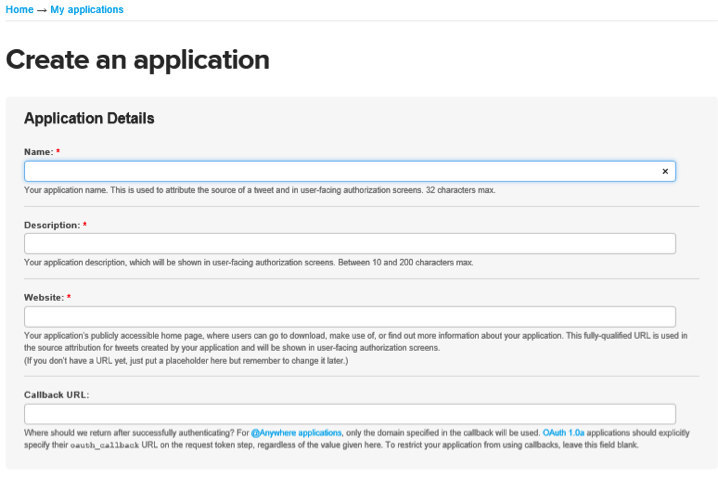 Home → My applications
Create an application
Application Details
Name: *
×
Your application name. This is used to attribute the source of a tweet and in user-facing authorization screens. 32 characters max.
Description: *
Your application description, which will be shown in user-facing authorization screens. Between 10 and 200 characters max.
Website: *
Your application's publicly accessible home page, where users can go to download, make use of, or find out more information about your application. This fully-qualified URL is used in
the source attribution for tweets created by your application and will be shown in user-facing authorization screens.
(If you don't have a URL yet, just put a placeholder here but remember to change it later.)
Callback URL:
Where should we return after successfully authenticating? For @Anywhere applications, only the domain specified in the callback will be used. OAuth 1.0a applications should explicitly
specify their oauth_callback URL on the request token step, regardless of the value given here. To restrict your application from using callbacks, leave this field blank.